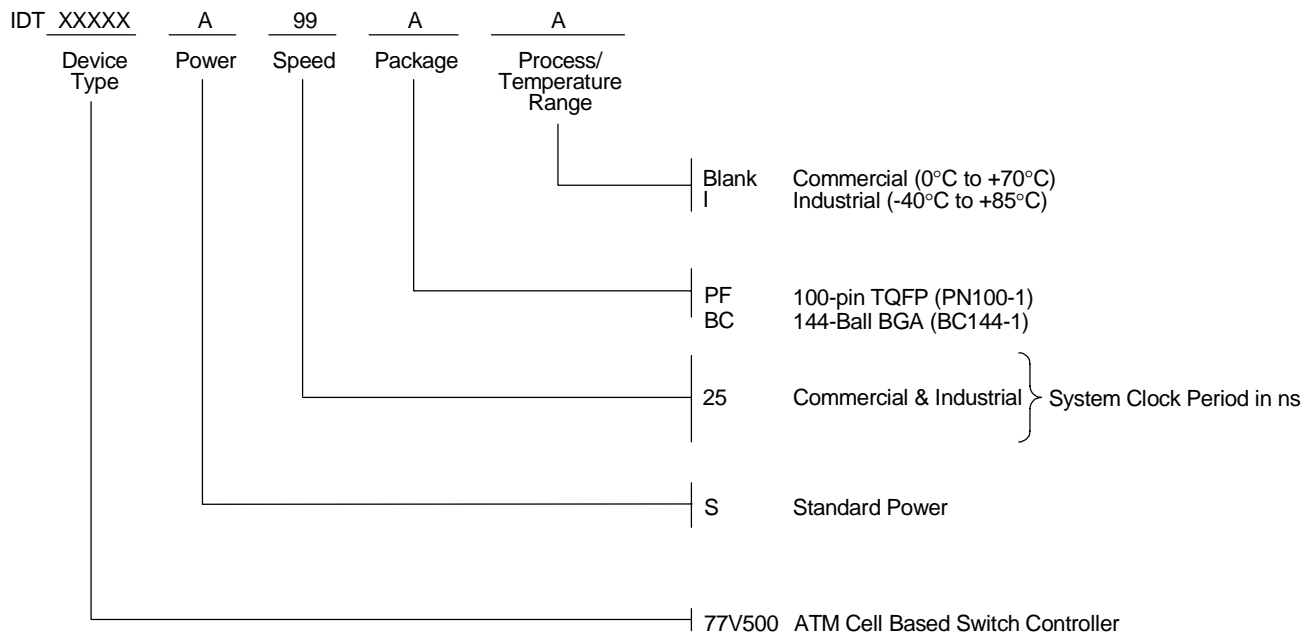 IDT XXXXX A 99 A A
Device Type Power Speed Package Process/ Temperature Range
Blank Commercial (0°C to +70°C)
I Industrial (-40°C to +85°C)
PF 100-pin TQFP (PN100-1)
BC 144-Ball BGA (BC144-1)
25 Commercial & Industrial System Clock Period in ns
S Standard Power
77V500 ATM Cell Based Switch Controller